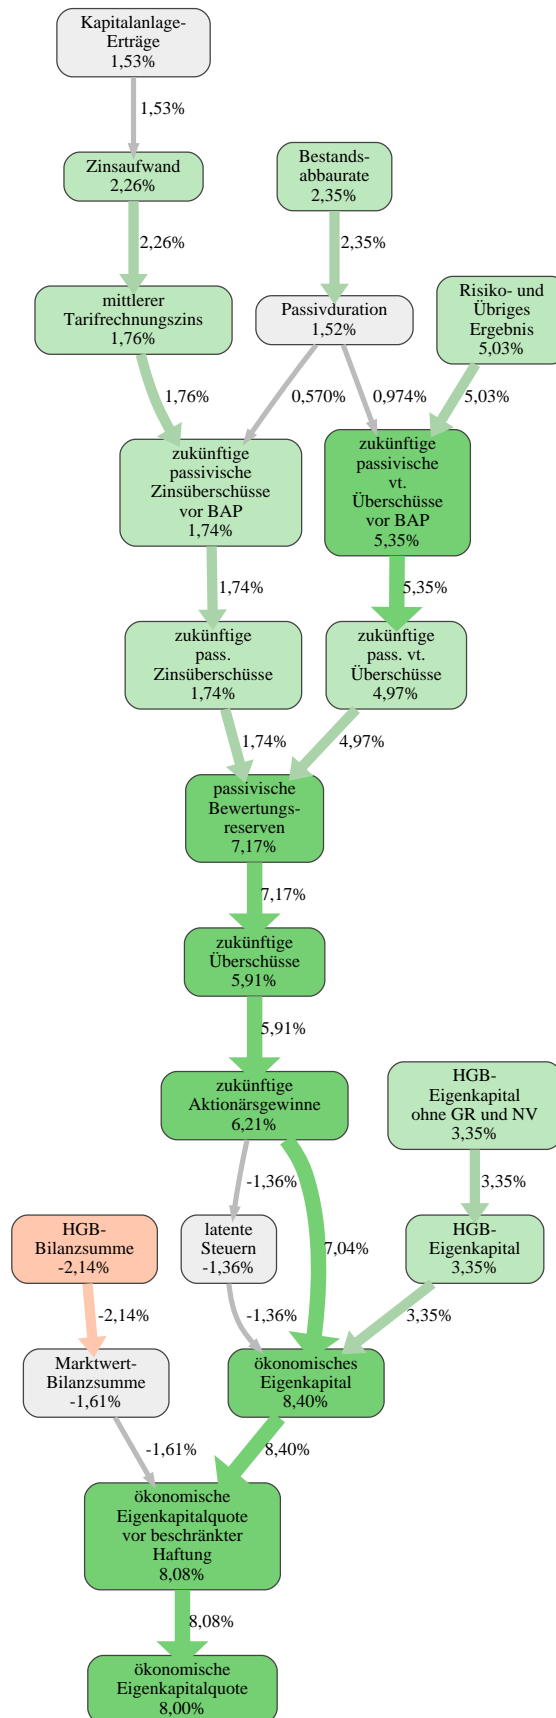 Kapitalanlage-
Erträge
1,53%
1,53%
Zinsaufwand
2,26%
Bestands-
abbaurate
2,35%
2,26%
2,35%
mittlerer
Tarifrechnungszins
1,76%
Passivduration
1,52%
Risiko- und
Übriges
Ergebnis
5,03%
1,76%
0,570%
0,974%
5,03%
zukünftige
passivische
Zinsüberschüsse
vor BAP
1,74%
zukünftige
passivische
vt.
Überschüsse
vor BAP
5,35%
1,74%
5,35%
zukünftige
pass.
Zinsüberschüsse
1,74%
zukünftige
pass. vt.
Überschüsse
4,97%
1,74%
4,97%
passivische
Bewertungs-
reserven
7,17%
7,17%
zukünftige
Überschüsse
5,91%
5,91%
zukünftige
Aktionärsgewinne
6,21%
HGB-
Eigenkapital
ohne GR und NV
3,35%
-1,36%
3,35%
HGB-
Bilanzsumme
-2,14%
latente
Steuern
-1,36%
7,04%
HGB-
Eigenkapital
3,35%
-2,14%
-1,36%
3,35%
Marktwert-
Bilanzsumme
-1,61%
ökonomisches
Eigenkapital
8,40%
-1,61%
8,40%
ökonomische
Eigenkapitalquote
vor beschränkter
Haftung
8,08%
8,08%
ökonomische
Eigenkapitalquote
8,00%